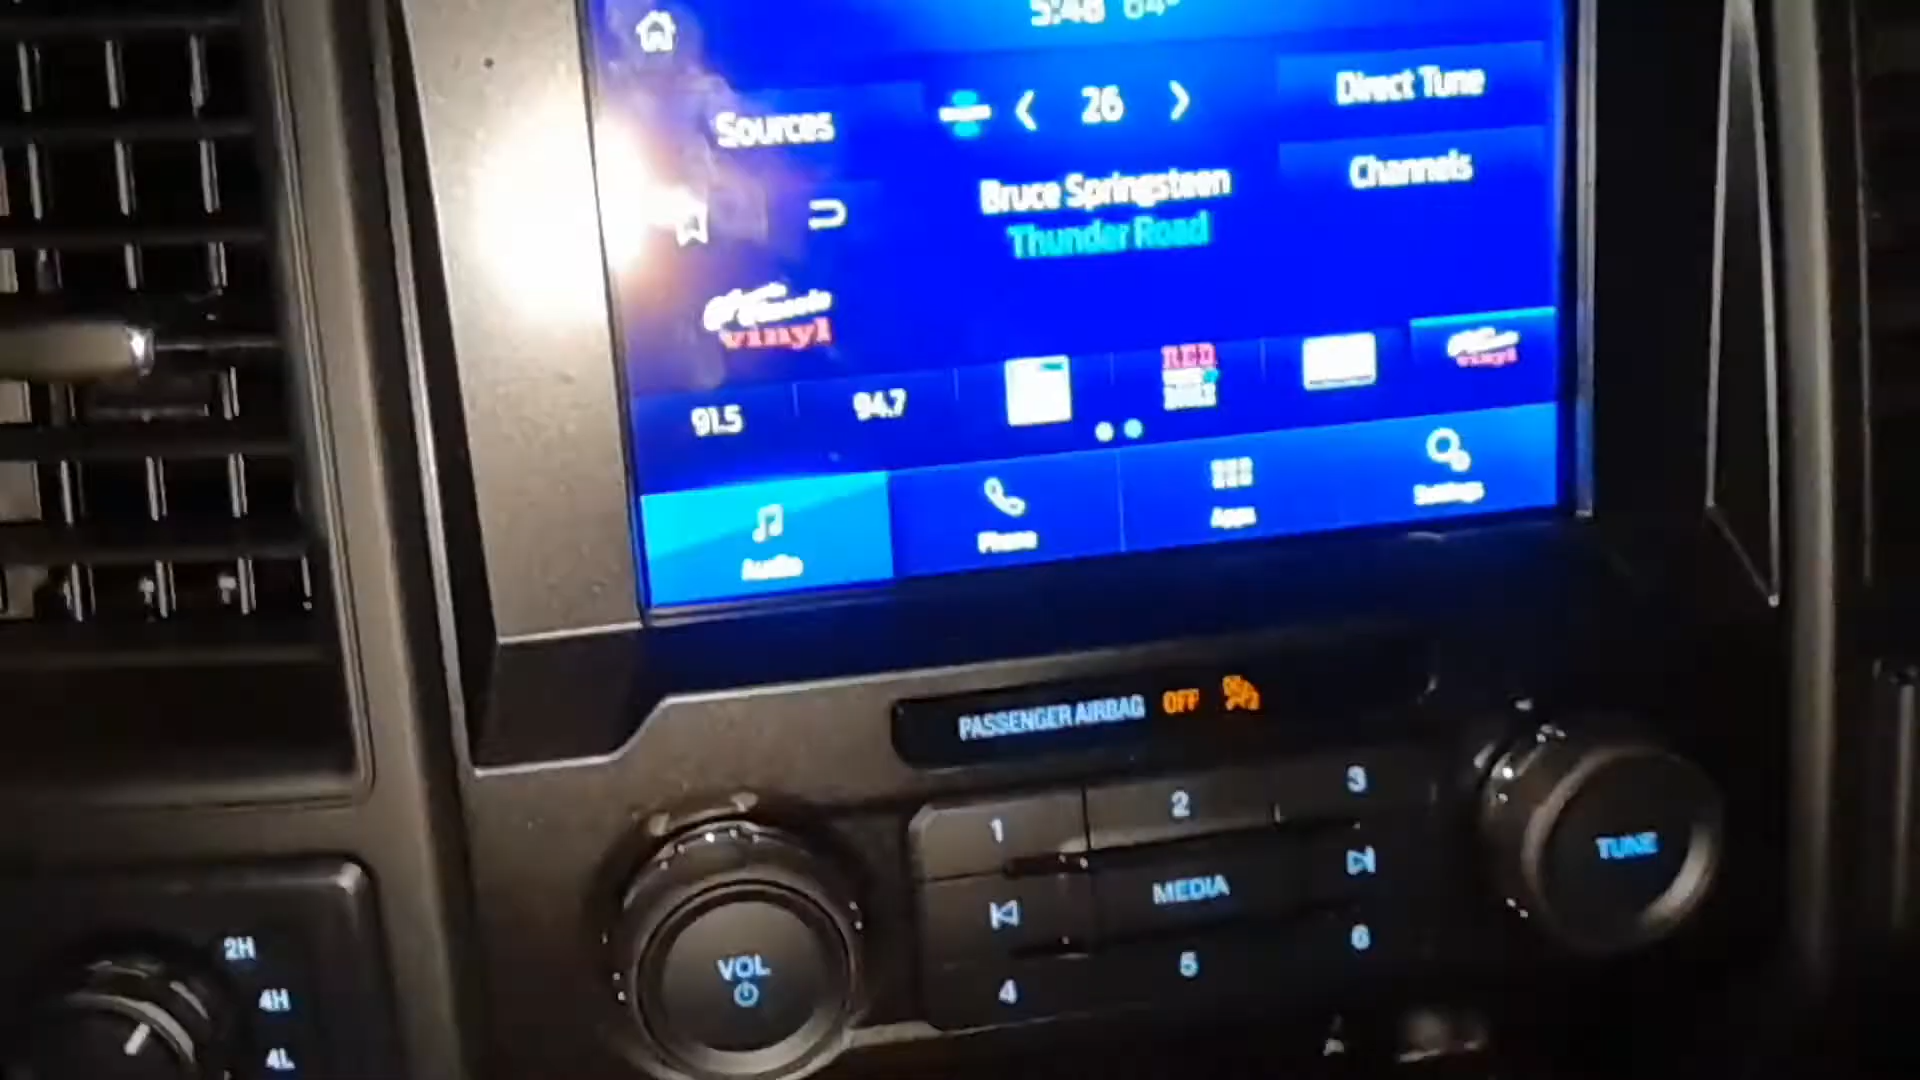 5:48 64°
Sources
26
Direct Tune
Bruce Springsteen
Channels
Thunder Road
vinyl
91.5
94.7
RED
vinyl
Audio
Phone
Apps
Settings
PASSENGER AIRBAG OFF
1
2
3
MEDIA
TUNE
VOL
4
5
6
2H
4H
4L